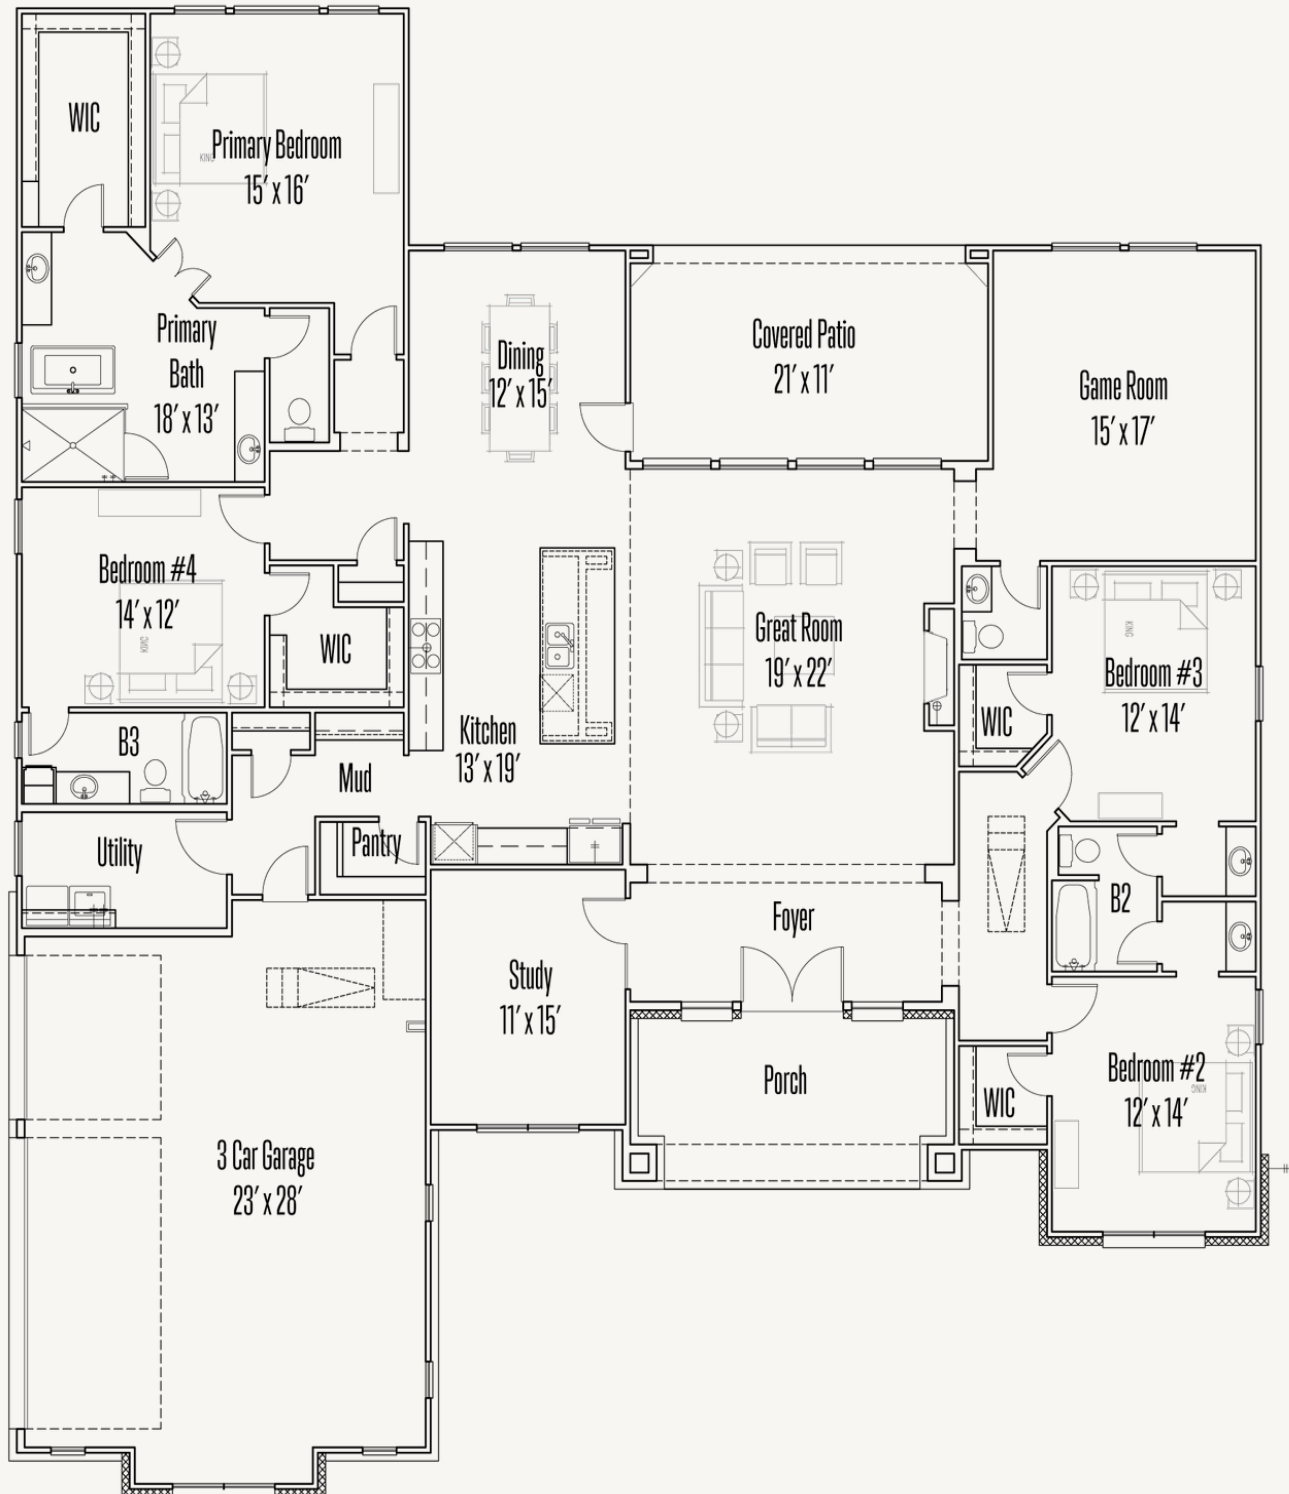 WIC
Primary Bedroom
15' x 16'
KING
Primary
Bath
18' x 13'
Dining
12' x 15'
Covered Patio
21' x 11'
Game Room
15' x 17'
Bedroom #4
14' x 12'
WIC
Great Room
19' x 22'
KING
Bedroom #3
12' x 14'
WIC
Kitchen
13' x 19'
B3
Mud
Pantry
Utility
B2
Foyer
Study
11' x 15'
Porch
Bedroom #2
KING
12' x 14'
WIC
3 Car Garage
23' x 28'